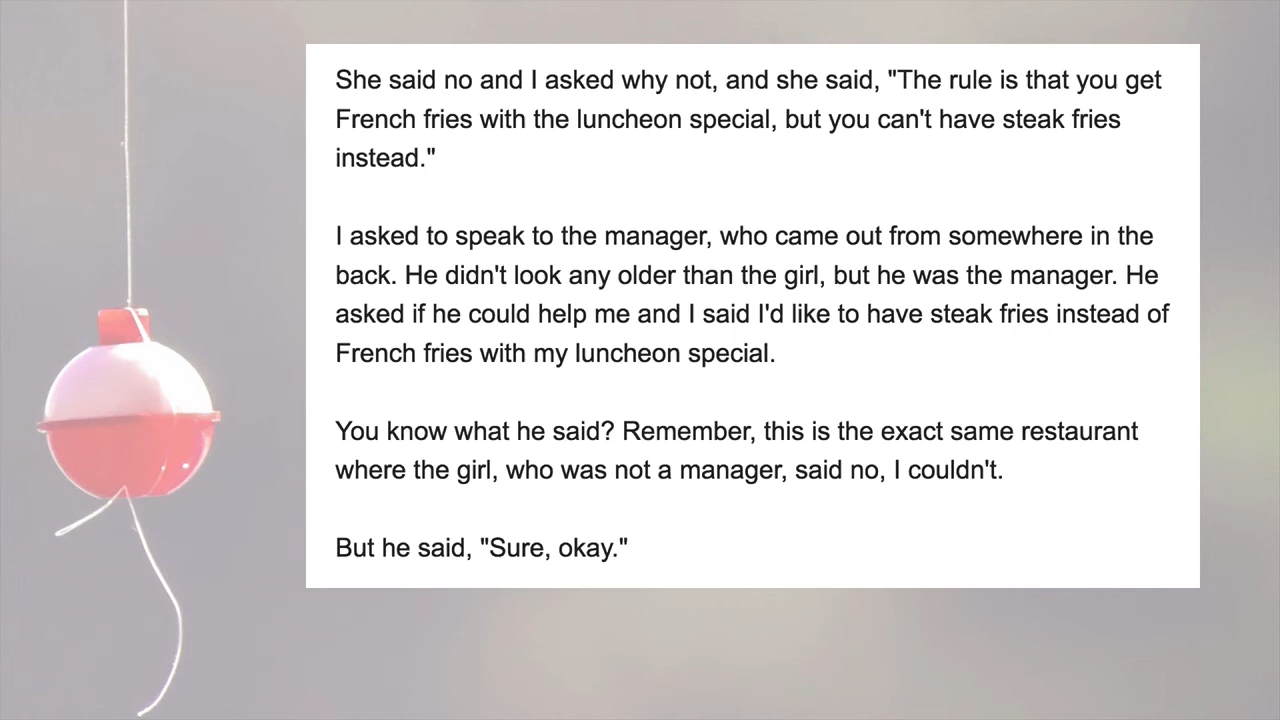 She said no and I asked why not, and she said, "The rule is that you get
French fries with the luncheon special, but you can't have steak fries
instead."
I asked to speak to the manager, who came out from somewhere in the
back. He didn't look any older than the girl, but he was the manager. He
asked if he could help me and I said I'd like to have steak fries instead of
French fries with my luncheon special.
You know what he said? Remember, this is the exact same restaurant
where the girl, who was not a manager, said no, I couldn't.
But he said, "Sure, okay."